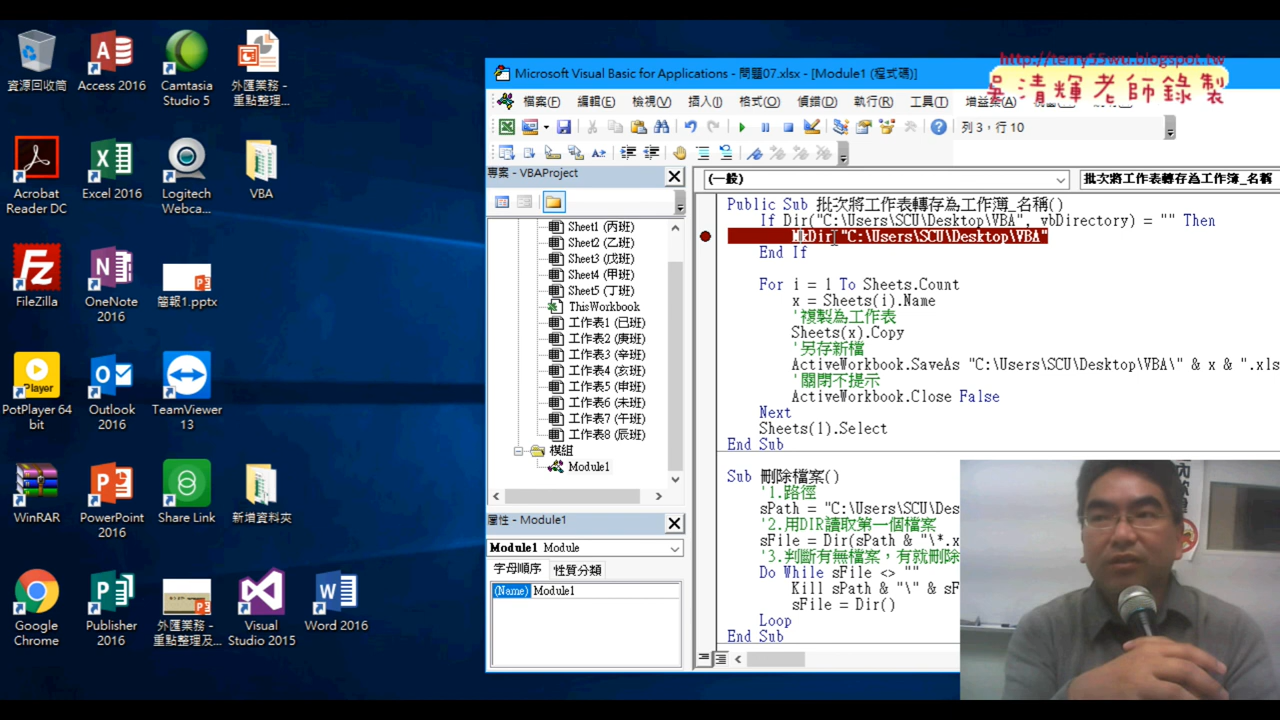 資源回收筒
Access 2016
Camtasia
Studio 5
外匯業務 -
重點整理...
Acrobat
Reader DC
Excel 2016
Logitech
Webca...
VBA
FileZilla
OneNote
2016
簡報1.pptx
PotPlayer 64
bit
Outlook
2016
TeamViewer
13
WinRAR
PowerPoint
2016
Share Link
新增資料夾
Google
Chrome
Publisher
2016
外匯業務 -
重點整理及...
Visual
Studio 2015
Word 2016
http://terry55wu.blogspot.tw
吳清輝老師錄製
Microsoft Visual Basic for Applications - 問題07.xlsx - [Module1 (程式碼)]
檔案(F) 編輯(E) 檢視(V) 插入(I) 格式(O) 偵錯(D) 執行(R) 工具(T) 增益集(A)
列 3，行 10
專案 - VBAProject
Sheet1 (丙班)
Sheet2 (乙班)
Sheet3 (戊班)
Sheet4 (甲班)
Sheet5 (丁班)
ThisWorkbook
工作表1 (已班)
工作表2 (庚班)
工作表3 (辛班)
工作表4 (亥班)
工作表5 (申班)
工作表6 (未班)
工作表7 (午班)
工作表8 (辰班)
模組
Module1
屬性 - Module1
Module1 Module
字母順序 性質分類
(Name) Module1
(一般)
批次將工作表轉存為工作簿_名稱
Public Sub 批次將工作表轉存為工作簿_名稱()
If Dir("C:\Users\SCU\Desktop\VBA", vbDirectory) = "" Then
MkDir "C:\Users\SCU\Desktop\VBA"
End If
For i = 1 To Sheets.Count
x = Sheets(i).Name
'複製為工作表
Sheets(x).Copy
'另存新檔
ActiveWorkbook.SaveAs "C:\Users\SCU\Desktop\VBA\" & x & ".xls
'關閉不提示
ActiveWorkbook.Close False
Next
Sheets(1).Select
End Sub
Sub 刪除檔案()
'1.路徑
sPath = "C:\Users\SCU\Des
'2.用DIR讀取第一個檔案
sFile = Dir(sPath & "\*.x
'3.判斷有無檔案，有就刪除
Do While sFile <> ""
Kill sPath & "\" & sF
sFile = Dir()
Loop
End Sub